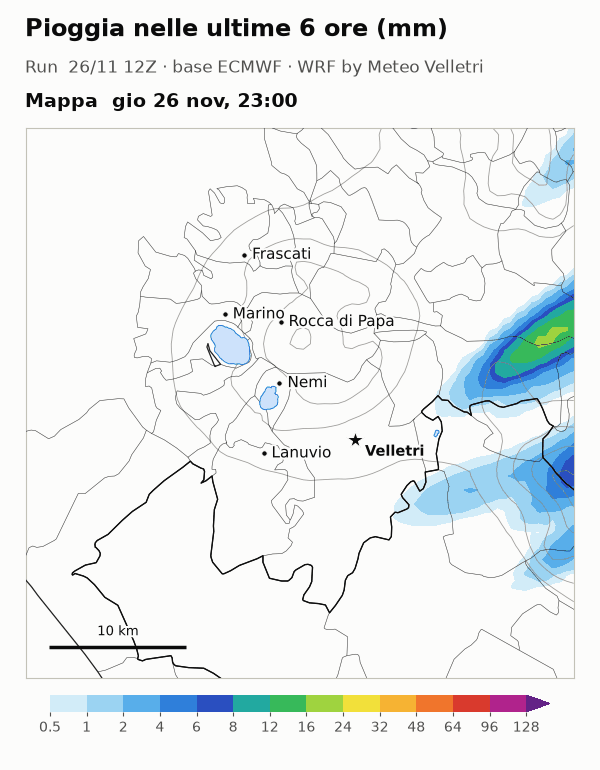 Pioggia nelle ultime 6 ore (mm)
Run  26/11 12Z · base ECMWF · WRF by Meteo Velletri
Mappa  gio 26 nov, 23:00
Frascati
Marino
Rocca di Papa
Nemi
Velletri
Lanuvio
10 km
0.5 1 2 4 6 8 12 16 24 32 48 64 96 128